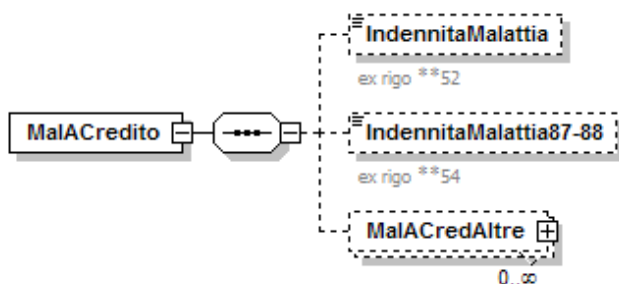 IndennitaMalattia
ex rigo **52
MalACredito
IndennitaMalattia87-88
ex rigo **54
MalACredAltre
0..∞